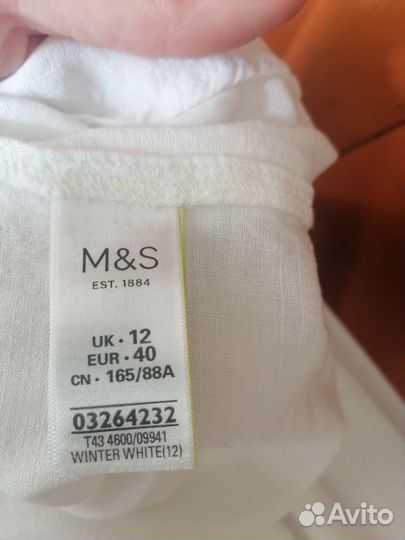 M&S
EST. 1884
UK • 12
EUR • 40
CN • 165/88A
03264232
T43 4600/09941
WINTER WHITE(12)
Avito